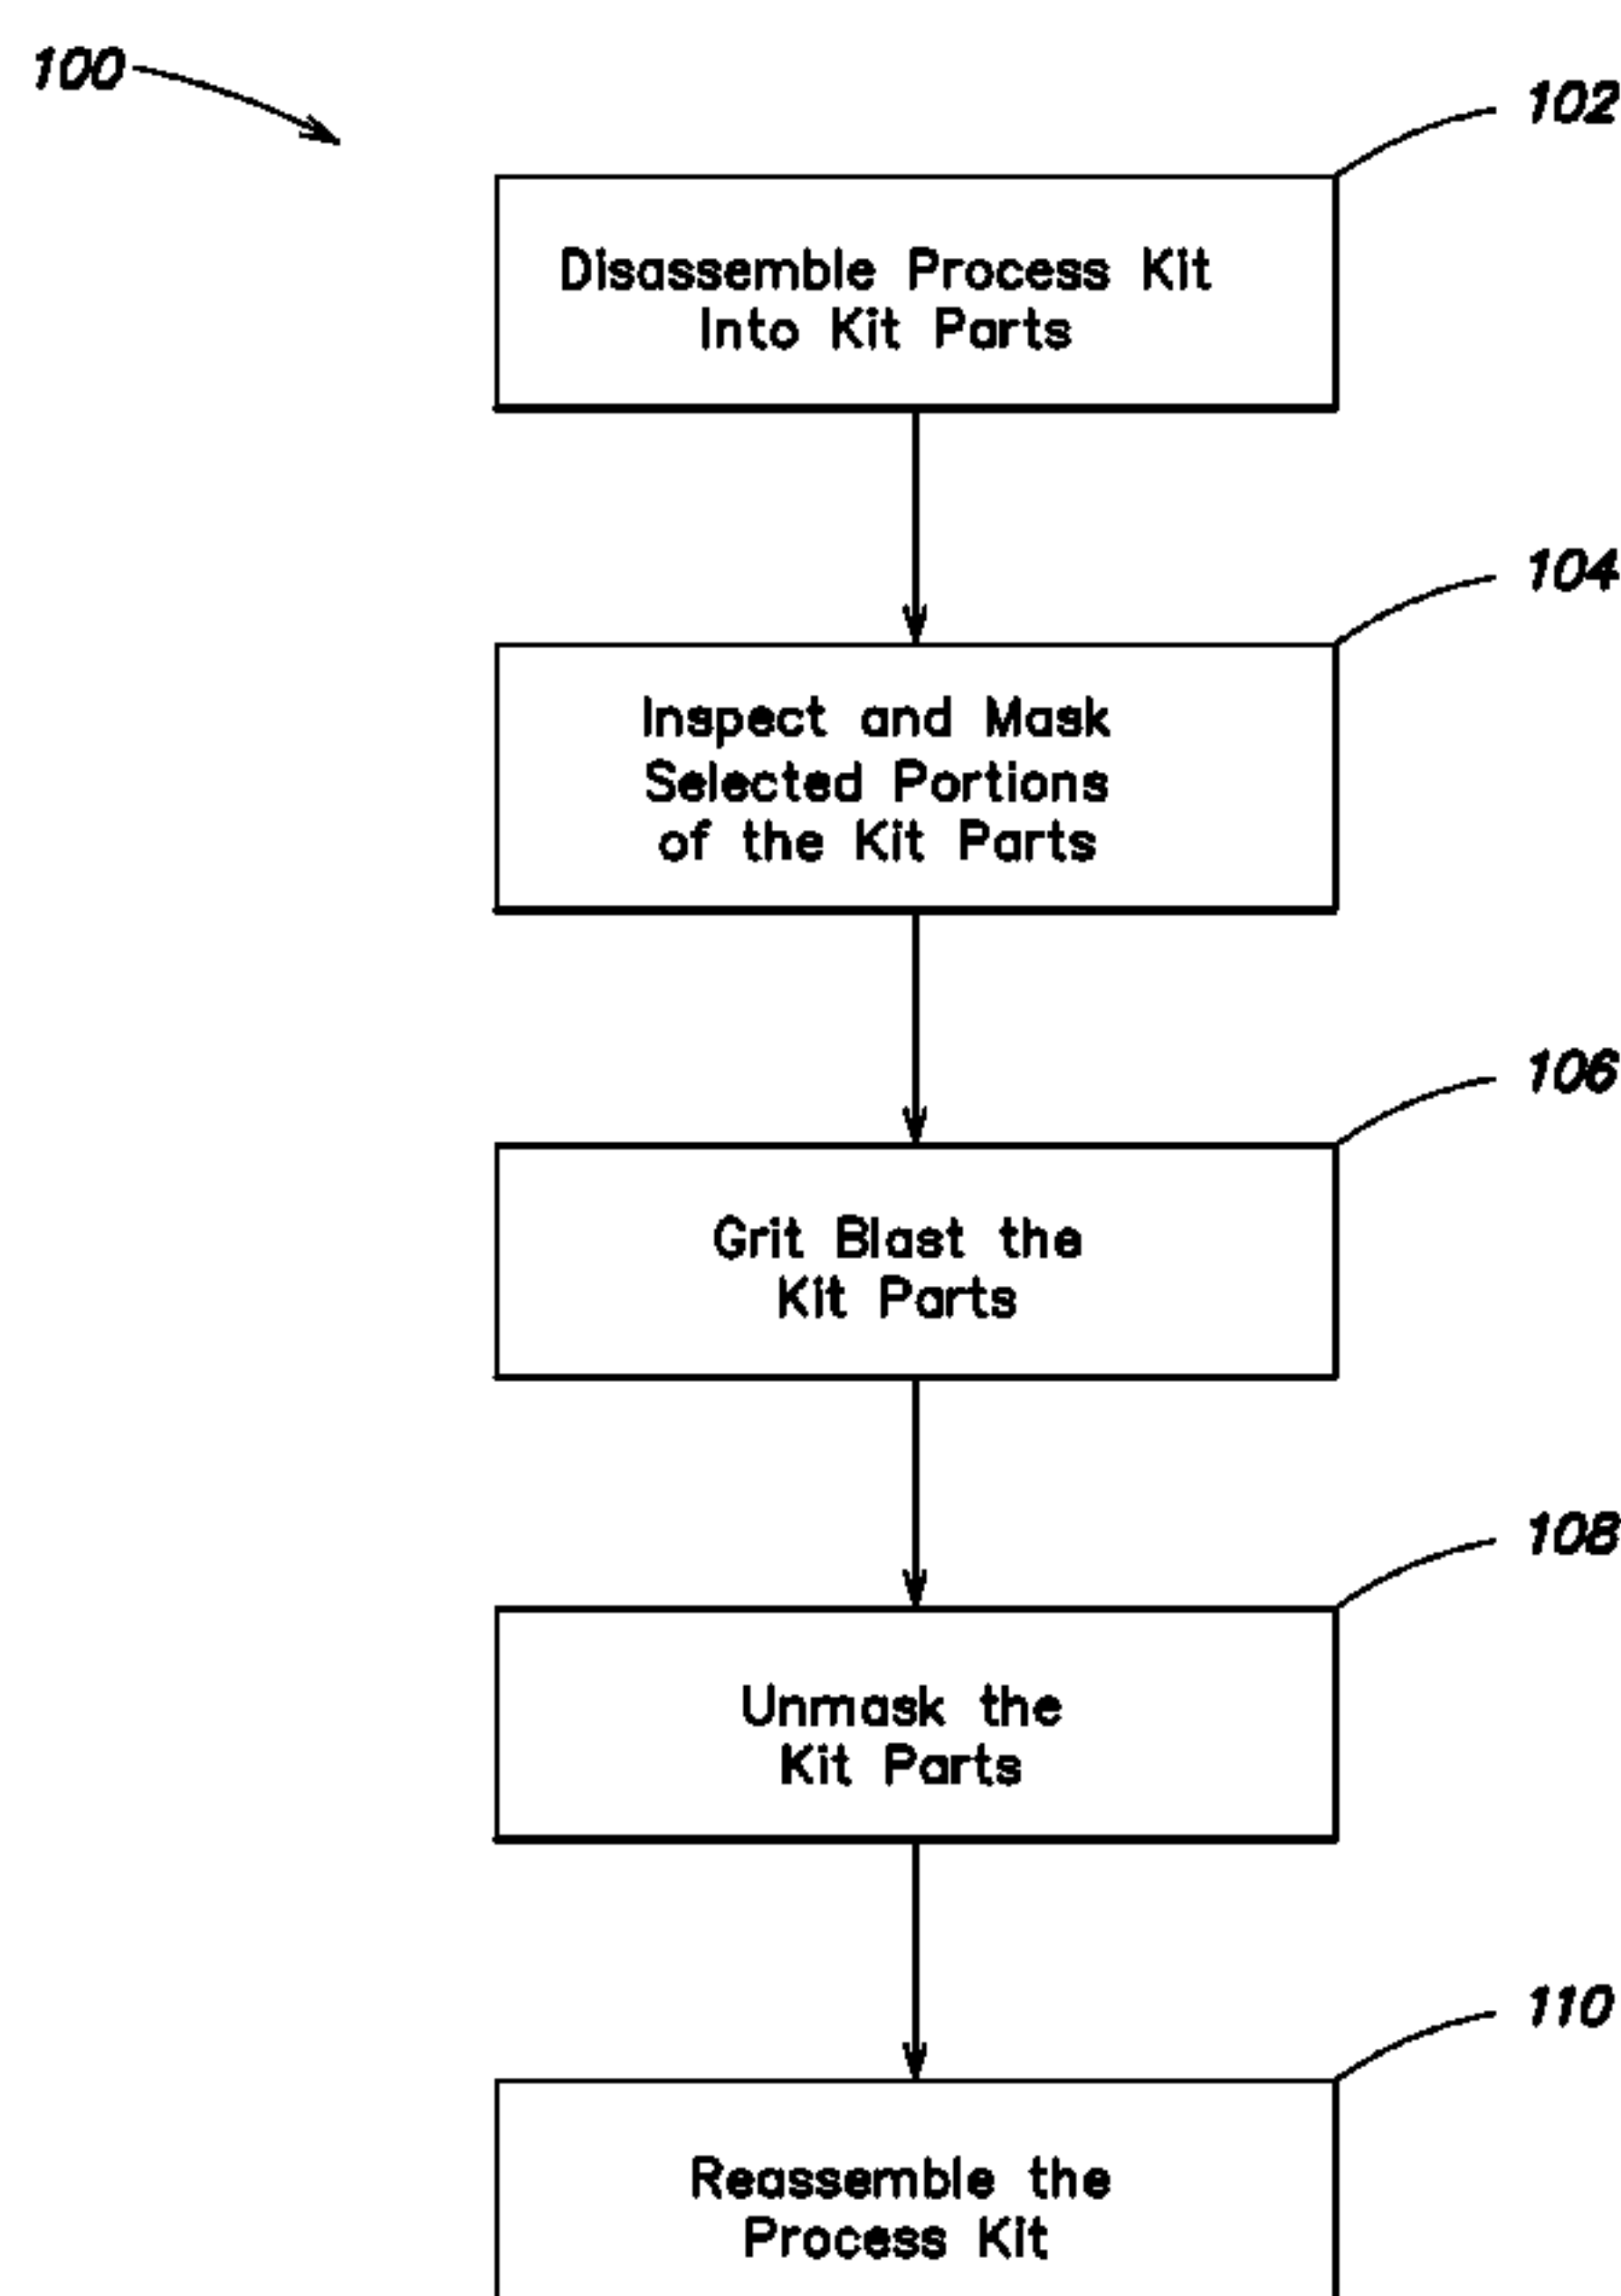 100
102
Disassemble Process Kit
Into Kit Parts
104
Inspect and Mask
Selected Portions
of the Kit Parts
106
Grit Blast the
Kit Parts
108
Unmask the
Kit Parts
110
Reassemble the
Process Kit